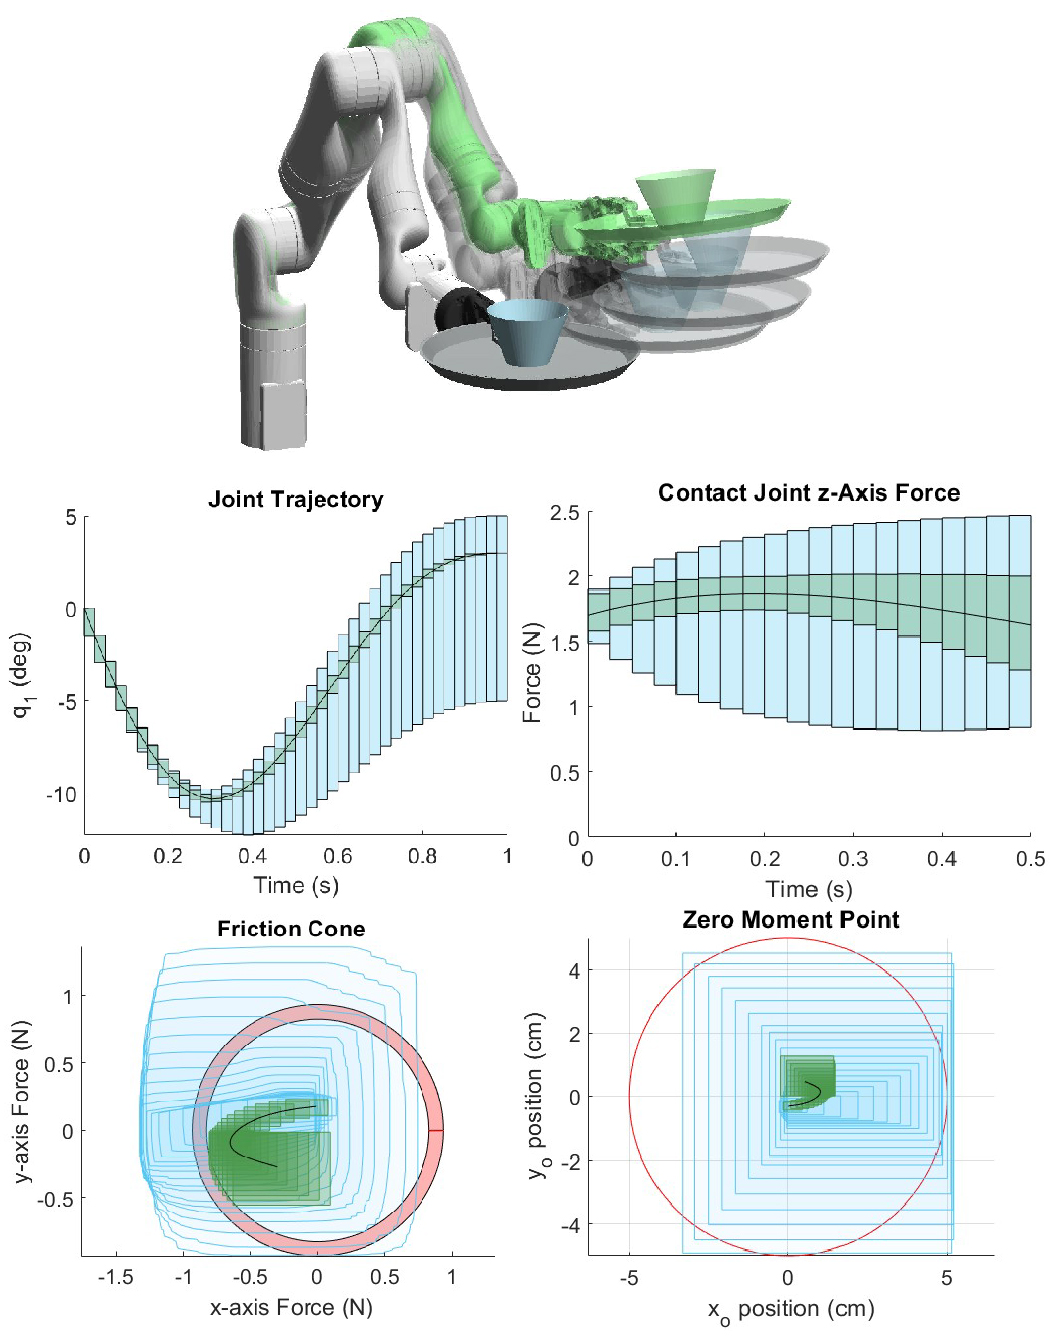 Joint Trajectory
5
0
-5
-10
q1 (deg)
0 0.2 0.4 0.6 0.8 1
Time (s)
Contact Joint z-Axis Force
2.5
2
1.5
1
0.5
0
Force (N)
0 0.1 0.2 0.3 0.4 0.5
Time (s)
Friction Cone
1
0.5
0
-0.5
y-axis Force (N)
-1.5 -1 -0.5 0 0.5 1
x-axis Force (N)
Zero Moment Point
4
2
0
-2
-4
yo position (cm)
-5 0 5
xo position (cm)